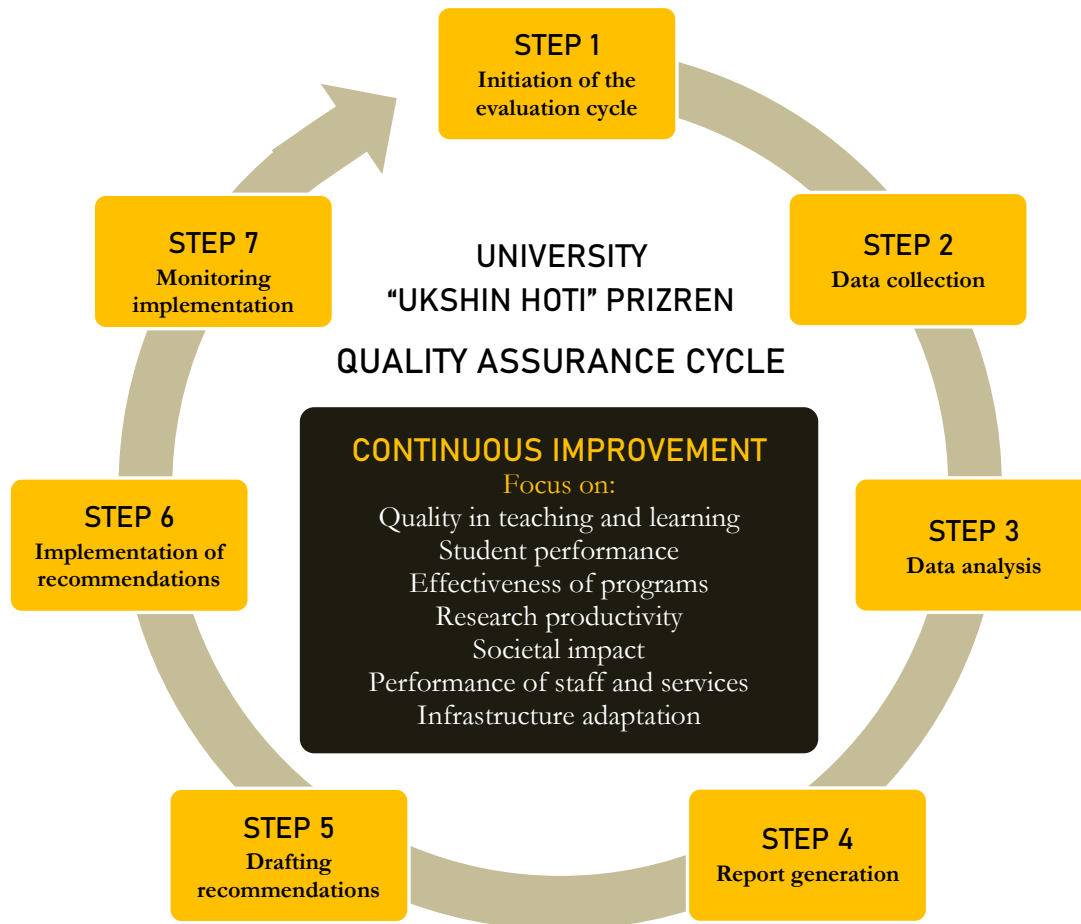 STEP 1
Initiation of the
evaluation cycle
STEP 2
Data collection
STEP 3
Data analysis
STEP 4
Report generation
STEP 5
Drafting
recommendations
STEP 6
Implementation of
recommendations
STEP 7
Monitoring
implementation
UNIVERSITY
“UKSHIN HOTI” PRIZREN
QUALITY ASSURANCE CYCLE
CONTINUOUS IMPROVEMENT
Focus on:
Quality in teaching and learning
Student performance
Effectiveness of programs
Research productivity
Societal impact
Performance of staff and services
Infrastructure adaptation